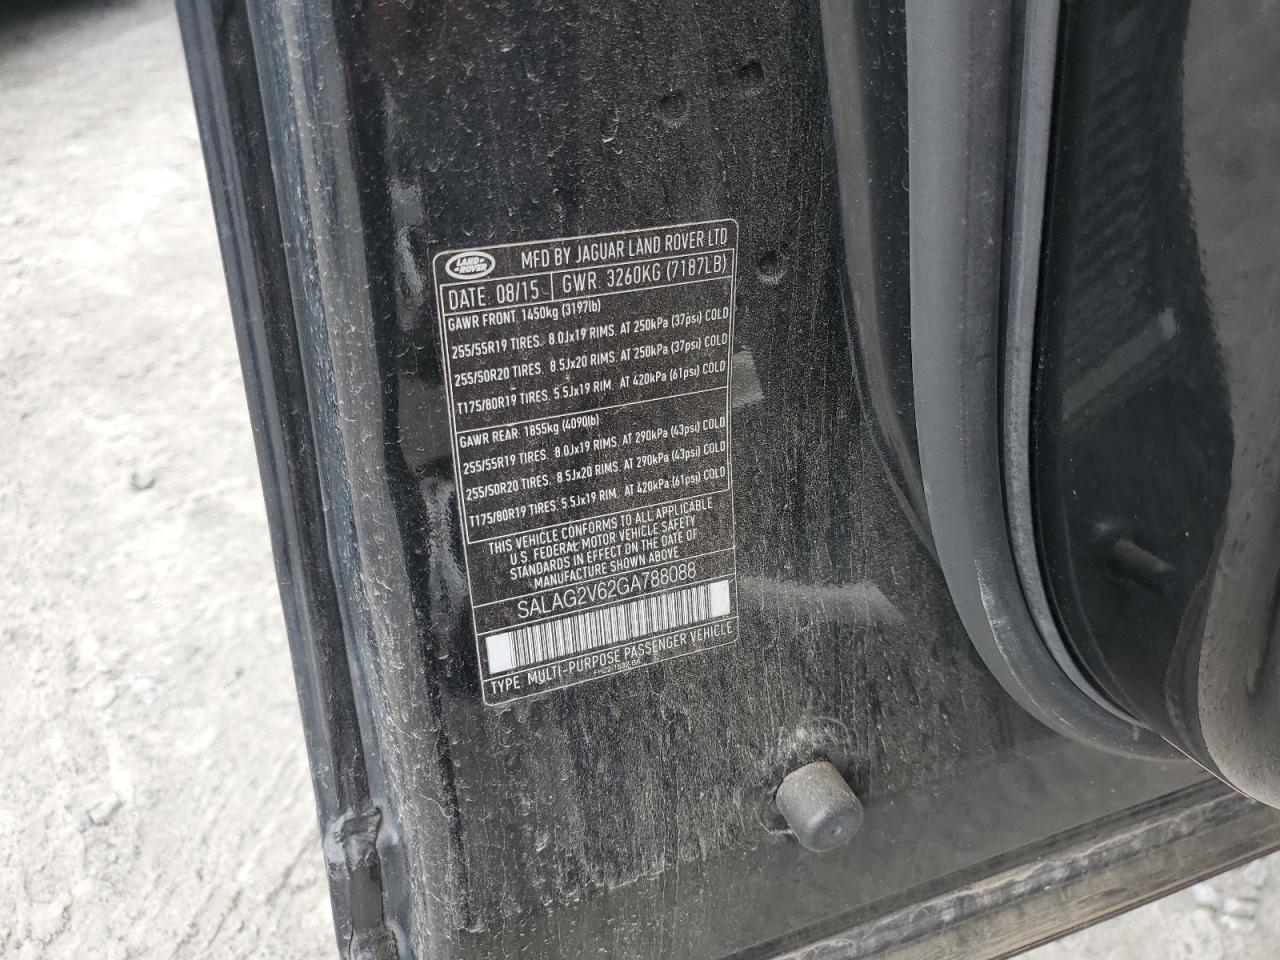 LAND ROVER MFD BY JAGUAR LAND ROVER LTD
DATE. 08/15 GWR. 3260KG (7187LB)
GAWR FRONT. 1450kg (3197lb)
255/55R19 TIRES. 8.0Jx19 RIMS. AT 250kPa (37psi) COLD
255/50R20 TIRES. 8.5Jx20 RIMS. AT 250kPa (37psi) COLD
T175/80R19 TIRES. 5.5Jx19 RIM. AT 420kPa (61psi) COLD
GAWR REAR. 1855kg (4090lb)
255/55R19 TIRES. 8.0Jx19 RIMS. AT 290kPa (43psi) COLD
255/50R20 TIRES. 8.5Jx20 RIMS. AT 290kPa (43psi) COLD
T175/80R19 TIRES. 5.5Jx19 RIM. AT 420kPa (61psi) COLD
THIS VEHICLE CONFORMS TO ALL APPLICABLE
U.S. FEDERAL MOTOR VEHICLE SAFETY
STANDARDS IN EFFECT ON THE DATE OF
MANUFACTURE SHOWN ABOVE
SALAG2V62GA788088
TYPE. MULTI-PURPOSE PASSENGER VEHICLE